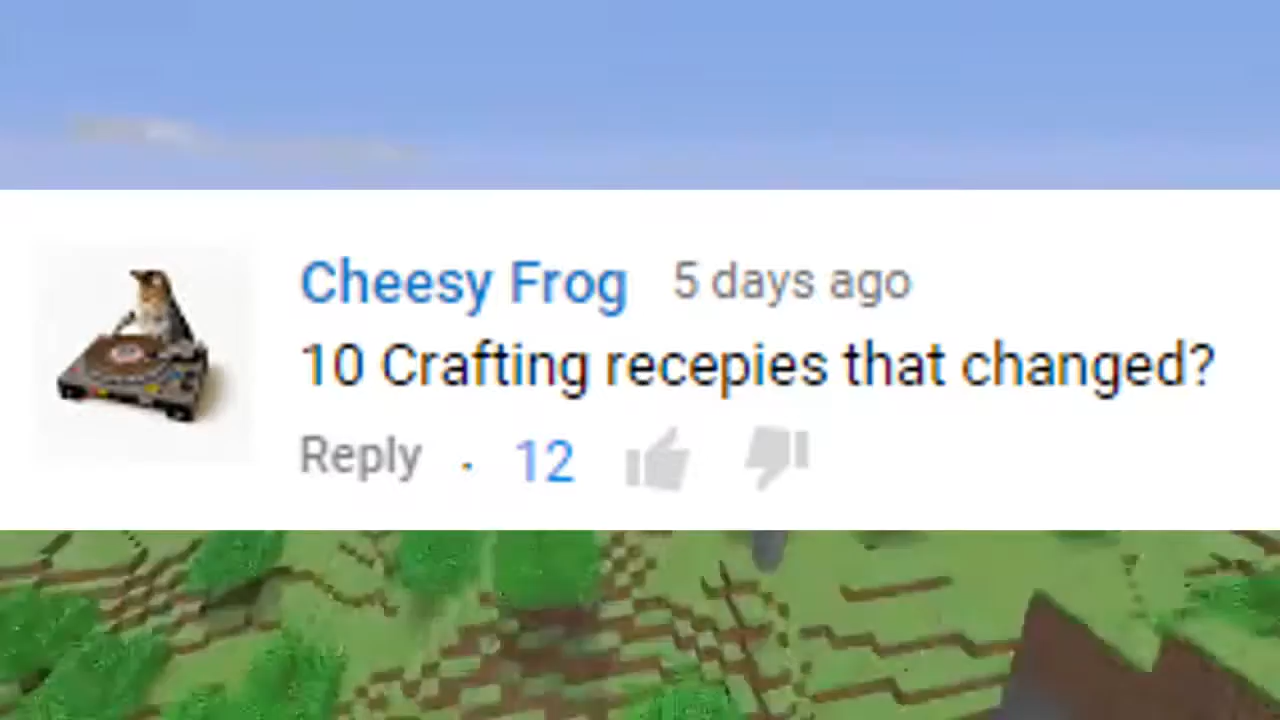 Cheesy Frog 5 days ago
10 Crafting recepies that changed?
Reply · 12